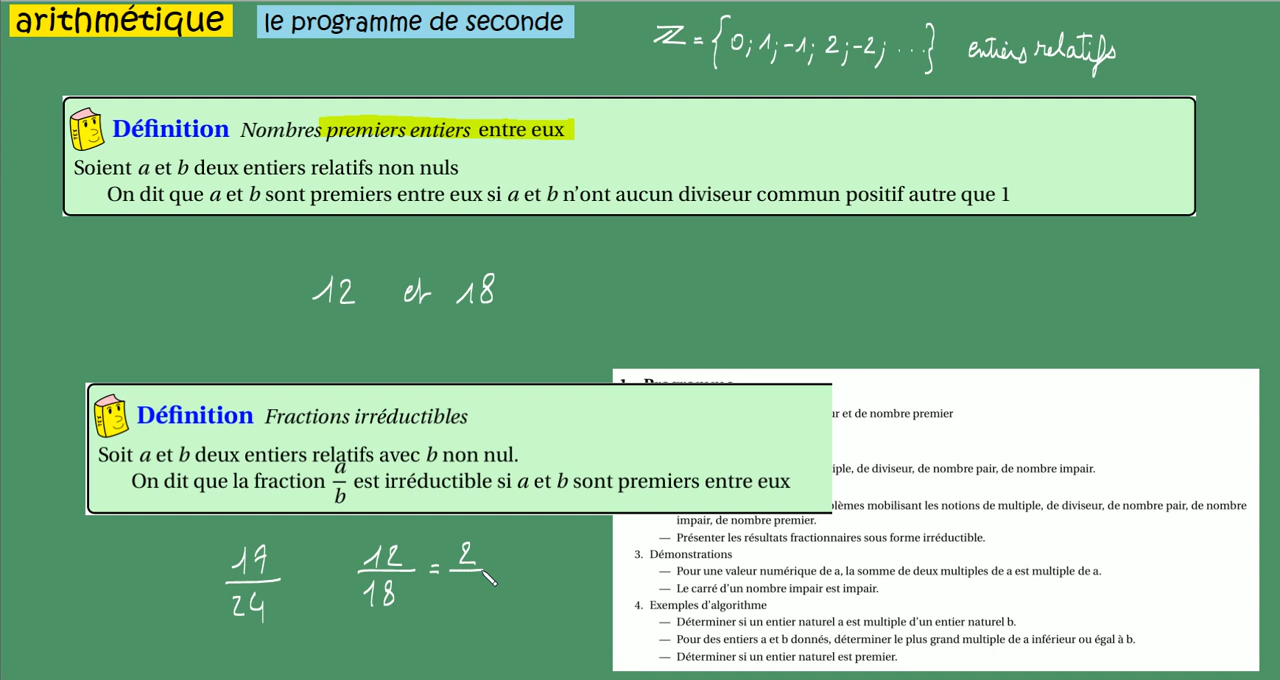 arithmétique le programme de seconde
ℤ = {0; 1; -1; 2; -2; ...} entiers relatifs
Définition Nombres premiers entiers entre eux
Soient a et b deux entiers relatifs non nuls
On dit que a et b sont premiers entre eux si a et b n'ont aucun diviseur commun positif autre que 1
12 et 18
Définition Fractions irréductibles
Soit a et b deux entiers relatifs avec b non nul.
On dit que la fraction a/b est irréductible si a et b sont premiers entre eux
17/24 12/18 = 2/
ur et de nombre premier
iple, de diviseur, de nombre pair, de nombre impair.
blèmes mobilisant les notions de multiple, de diviseur, de nombre pair, de nombre
impair, de nombre premier.
— Présenter les résultats fractionnaires sous forme irréductible.
3. Démonstrations
— Pour une valeur numérique de a, la somme de deux multiples de a est multiple de a.
— Le carré d'un nombre impair est impair.
4. Exemples d'algorithme
— Déterminer si un entier naturel a est multiple d'un entier naturel b.
— Pour des entiers a et b donnés, déterminer le plus grand multiple de a inférieur ou égal à b.
— Déterminer si un entier naturel est premier.